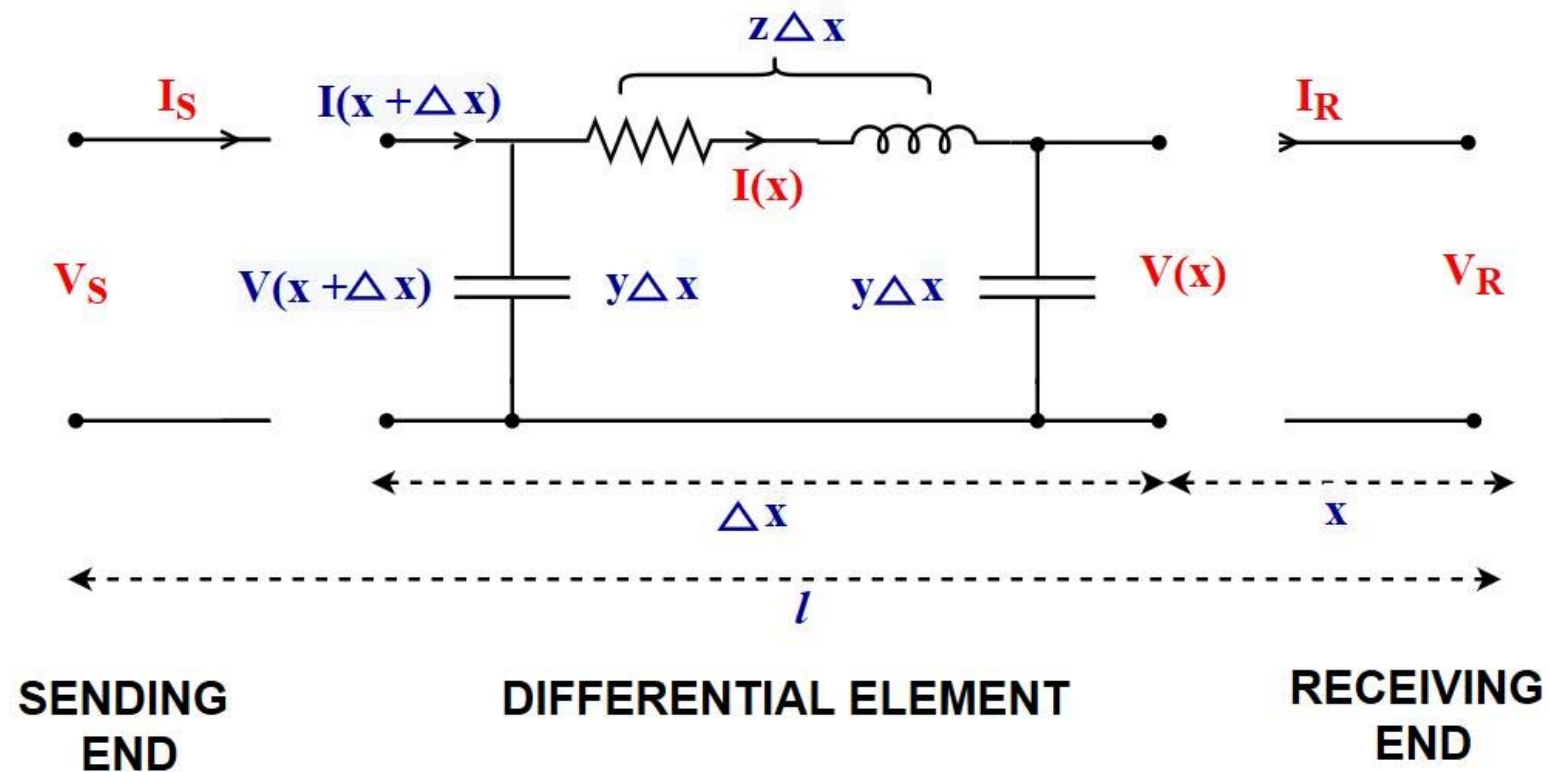 z△x
I_S
I(x +△x)
I_R
I(x)
V_S
V(x +△x)
y△x
y△x
V(x)
V_R
△x
x
l
SENDING
END
DIFFERENTIAL ELEMENT
RECEIVING
END